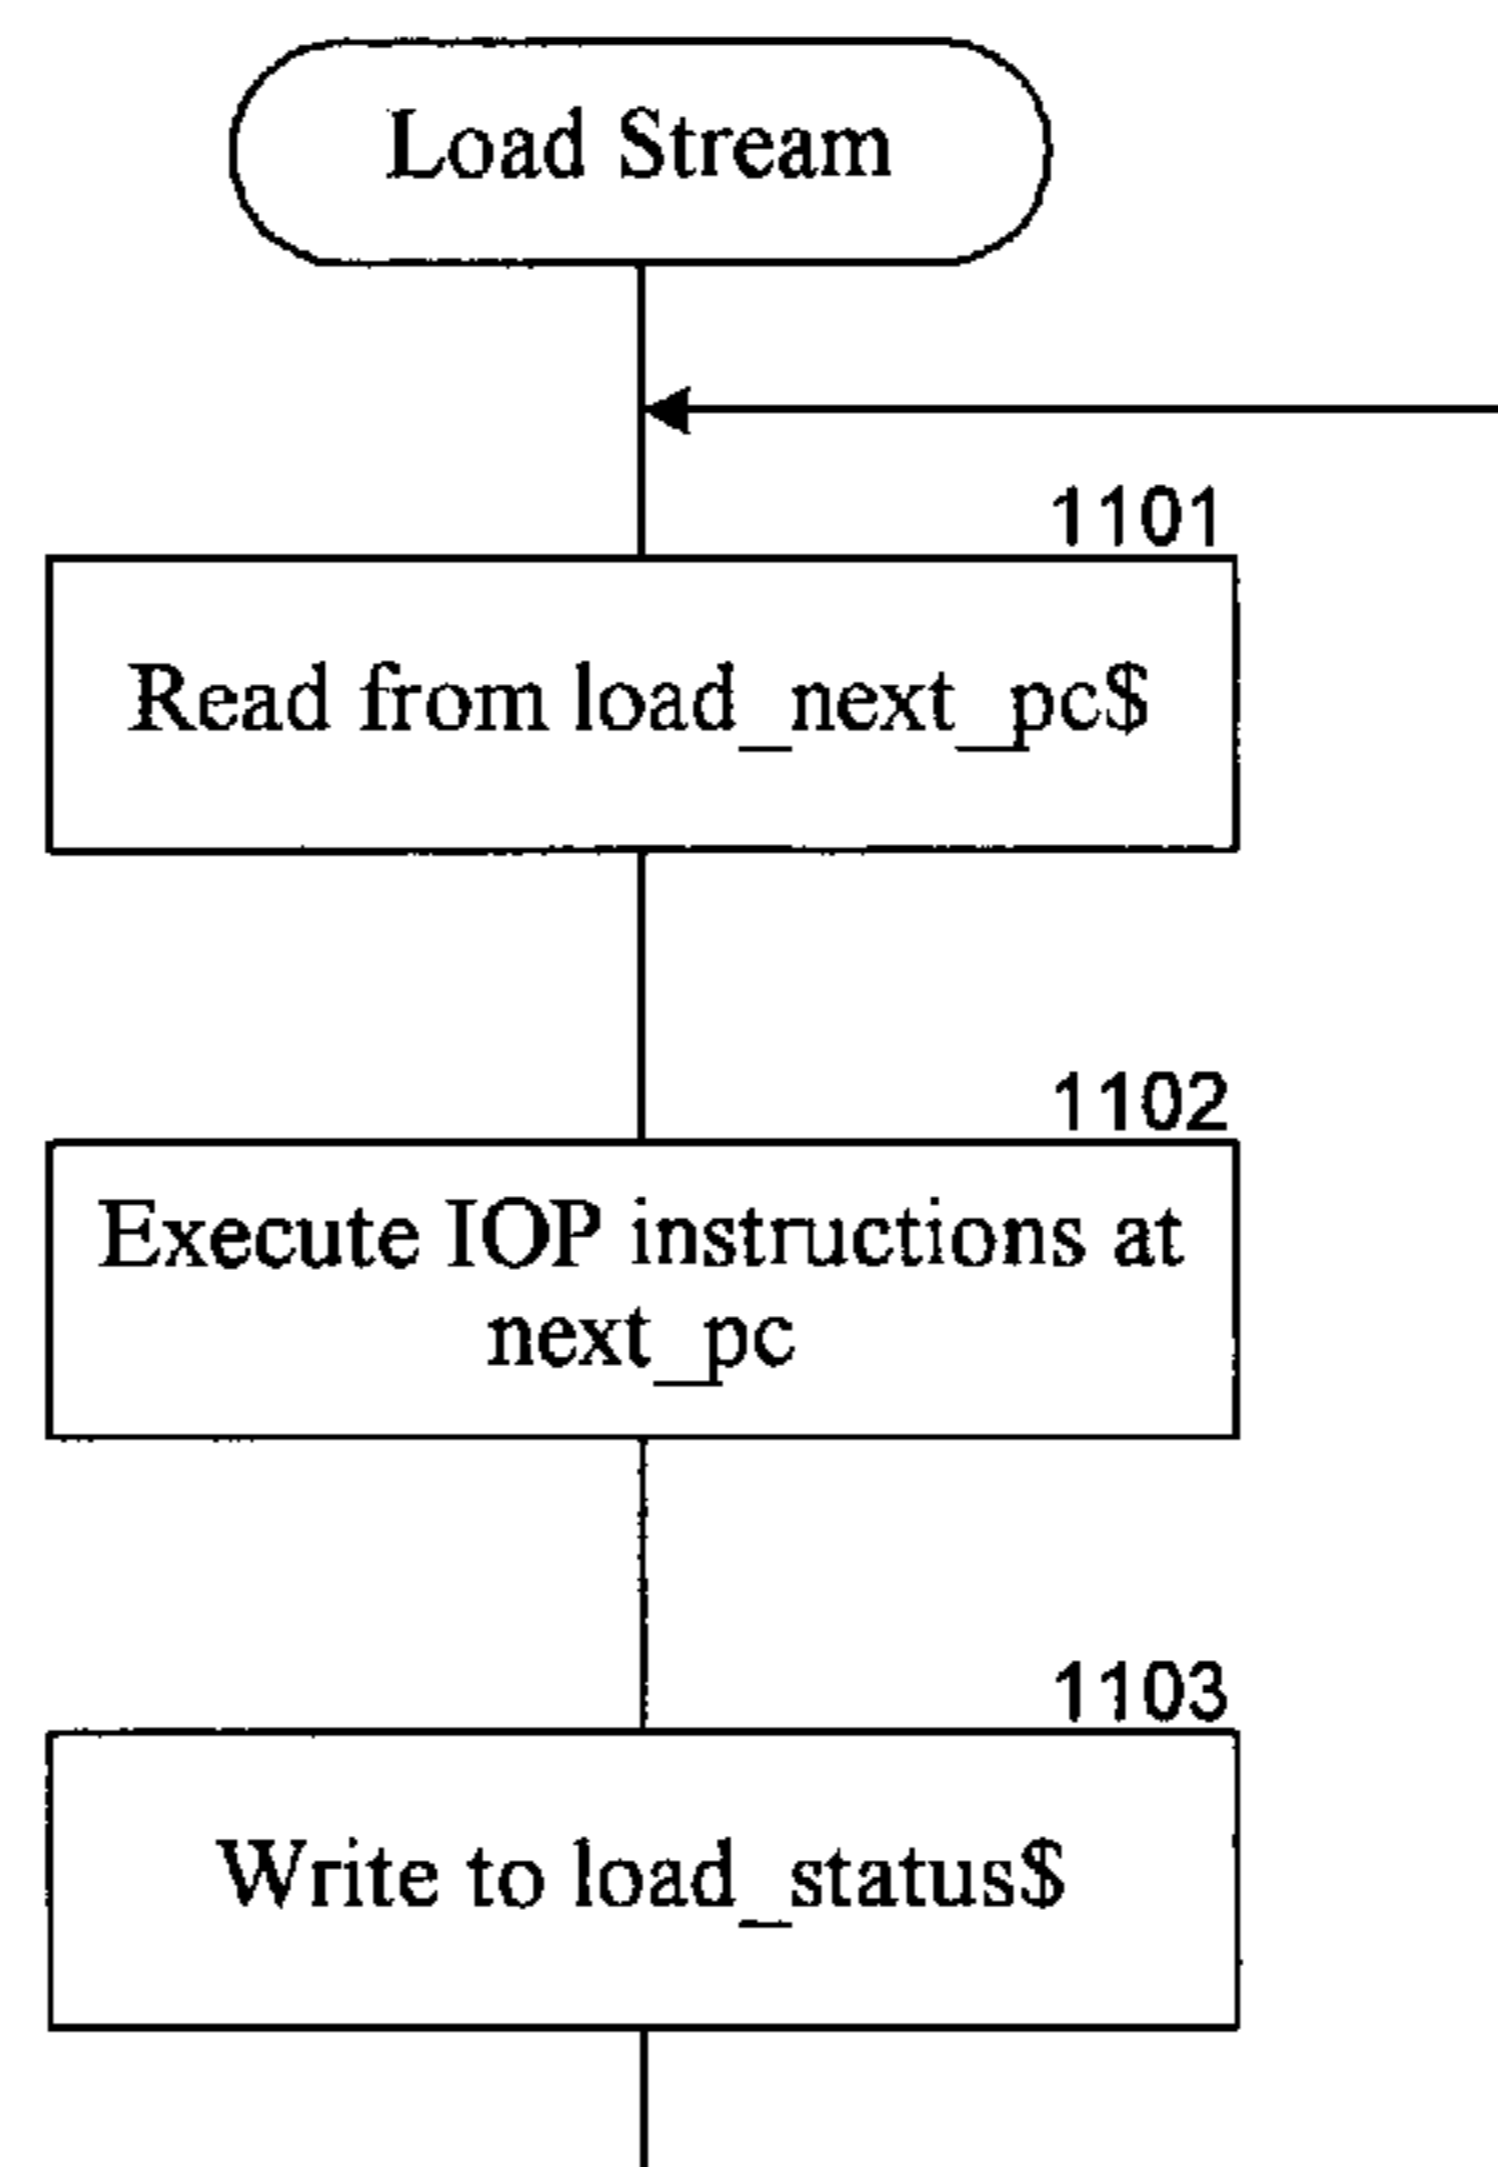 Load Stream
1101
Read from load_next_pc$
1102
Execute IOP instructions at
next_pc
1103
Write to load_status$